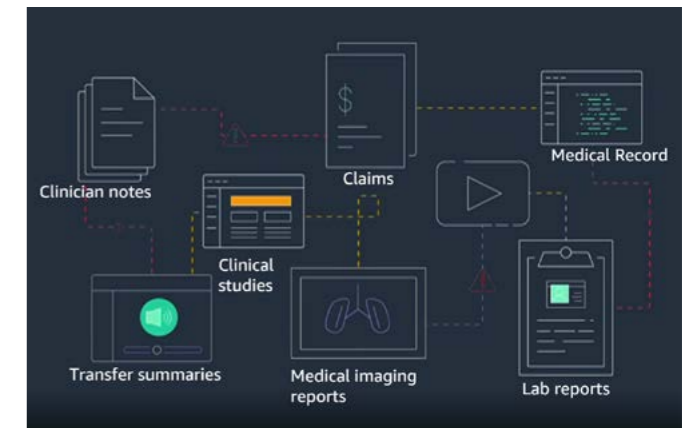 $
Clinician notes
Claims
Medical Record
Clinical
studies
Transfer summaries
Medical imaging
reports
Lab reports